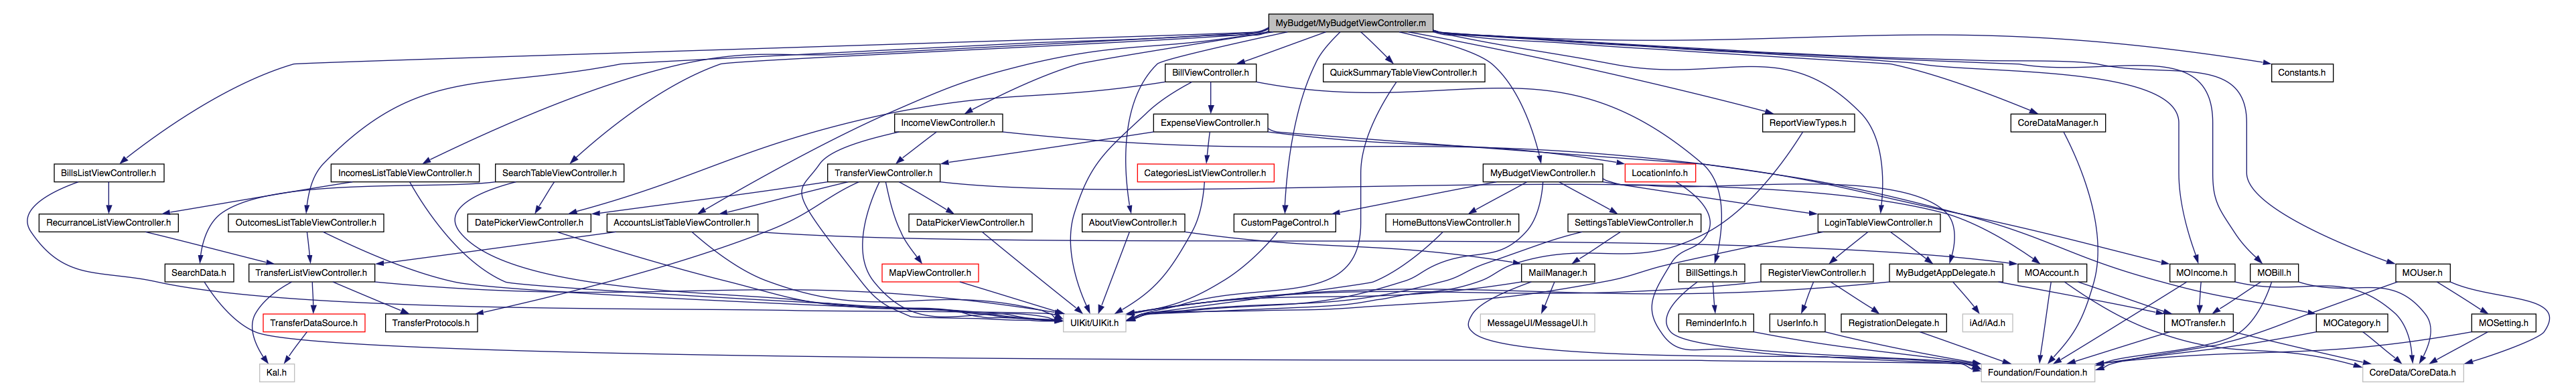 MyBudget/MyBudgetViewController.m
BillViewController.h
QuickSummaryTableViewController.h
Constants.h
IncomeViewController.h
ExpenseViewController.h
ReportViewTypes.h
CoreDataManager.h
BillsListViewController.h
IncomesListTableViewController.h
SearchTableViewController.h
TransferViewController.h
CategoriesListViewController.h
MyBudgetViewController.h
LocationInfo.h
RecurranceListViewController.h
OutcomesListTableViewController.h
DatePickerViewController.h
AccountsListTableViewController.h
DataPickerViewController.h
AboutViewController.h
CustomPageControl.h
HomeButtonsViewController.h
SettingsTableViewController.h
LoginTableViewController.h
SearchData.h
TransferListViewController.h
MapViewController.h
MailManager.h
BillSettings.h
RegisterViewController.h
MyBudgetAppDelegate.h
MOAccount.h
MOIncome.h
MOBill.h
MOUser.h
TransferDataSource.h
TransferProtocols.h
UIKit/UIKit.h
MessageUI/MessageUI.h
ReminderInfo.h
UserInfo.h
RegistrationDelegate.h
iAd/iAd.h
MOTransfer.h
MOCategory.h
MOSetting.h
Kal.h
Foundation/Foundation.h
CoreData/CoreData.h